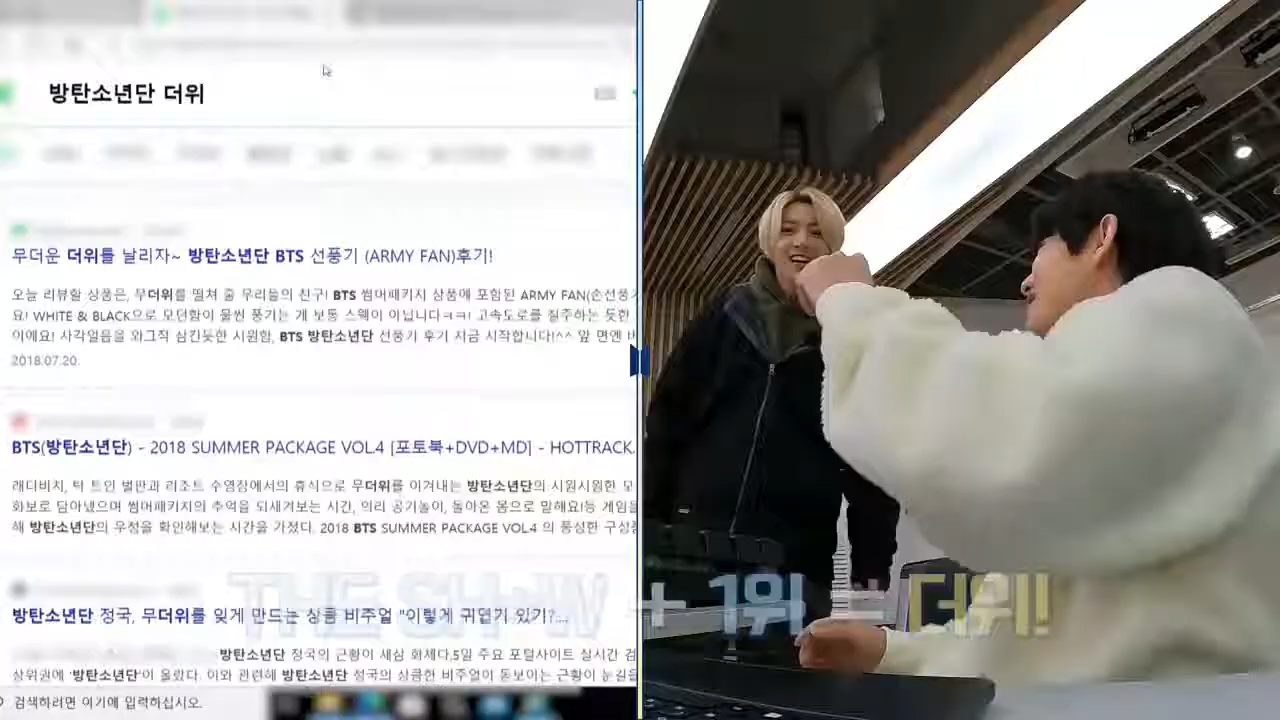 방탄소년단 더위
무더운 더위를 날리자~ 방탄소년단 BTS 선풍기 (ARMY FAN)후기!
오늘 리뷰할 상품은, 무더위를 떨쳐 줄 우리들의 친구! BTS 썸머패키지 상품에 포함된 ARMY FAN(손선풍기
요! WHITE & BLACK으로 모던함이 물씬 풍기는 게 보통 스웩이 아닙니다ㅋㅋ! 고속도로를 질주하는 듯한
이에요! 사각얼음을 와그작 삼킨듯한 시원함, BTS 방탄소년단 선풍기 후기 지금 시작합니다!^^ 앞 면엔
2018.07.20.
BTS(방탄소년단) - 2018 SUMMER PACKAGE VOL4 [포토북+DVD+MD] - HOTTRACK
래디비치, 탁 트인 벌판과 리조트 수영장에서의 휴식으로 무더위를 이겨내는 방탄소년단의 시원시원한
화보로 담아냈으며 썸머패키지의 추억을 되세겨보는 시간, 의리 공기놀이, 돌아온 몸으로 말해요!등 게임을
해 방탄소년단의 우정을 확인해보는 시간을 가졌다. 2018 BTS SUMMER PACKAGE VOL4 의 풍성한 구성
THE SHOW + 1위 = 더위!!
방탄소년단 정국, 무더위를 잊게 만드는 상큼 비주얼 "이렇게 귀엽기 있기?...
방탄소년단 정국의 근황이 새삼 화제다.5일 주요 포털사이트 실시간 검
상위권에 '방탄소년단'이 올랐다. 이와 관련해 방탄소년단 정국의 상큼한 비주얼이 돋보이는 근황이 눈길을
검색하려면 여기에 입력하십시오.